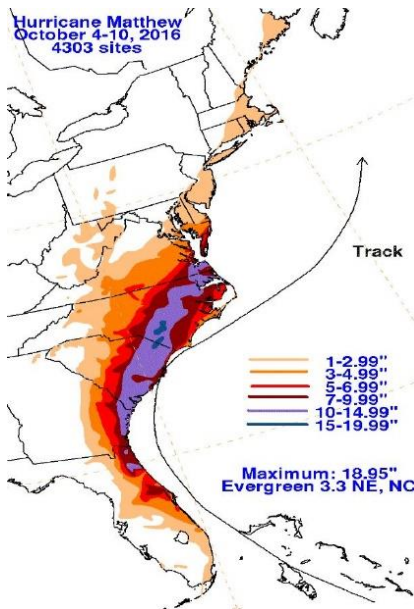 Hurricane Matthew
October 4-10, 2016
4303 sites
Track
1-2.99"
3-4.99"
5-6.99"
7-9.99"
10-14.99"
15-19.99"
Maximum: 18.95"
Evergreen 3.3 NE, NC